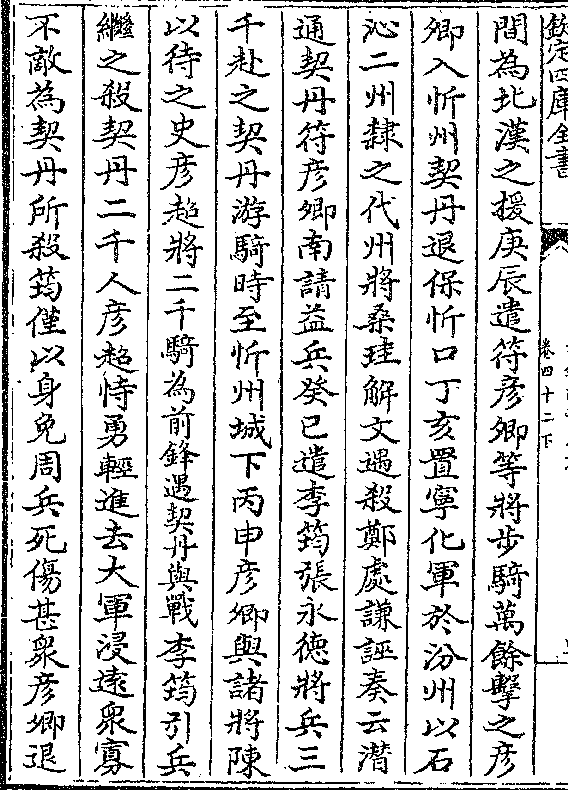 欽定四庫全書
卷四十二下
間為北漢之援庚辰遣符彥卿等將步騎萬餘擊之彥
卿入忻州契丹退保忻口丁亥置寧化軍於汾州以石
沁二州隸之代州將桑珪解文遇殺鄭處謙誣奏云潛
通契丹符彥卿南請益兵癸巳遣李筠張永德將兵三
千赴之契丹游騎時至忻州城下丙申彥卿與諸將陳
以待之史彥超將二千騎為前鋒遇契丹與戰李筠引兵
繼之殺契丹二千人彥超恃勇輕進去大軍浸遠衆寡
不敵為契丹所殺筠僅以身免周兵死傷甚衆彥卿退